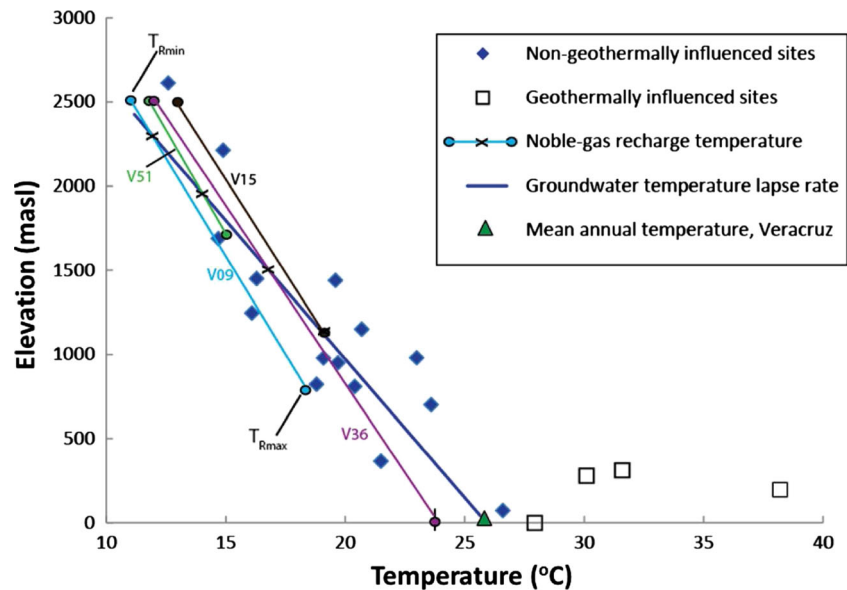 3000
2500
2000
1500
1000
500
0
10
15
20
25
30
35
40
Elevation (masl)
Temperature (°C)
TRmin
TRmax
V51
V15
V09
V36
Non-geothermally influenced sites
Geothermally influenced sites
Noble-gas recharge temperature
Groundwater temperature lapse rate
Mean annual temperature, Veracruz